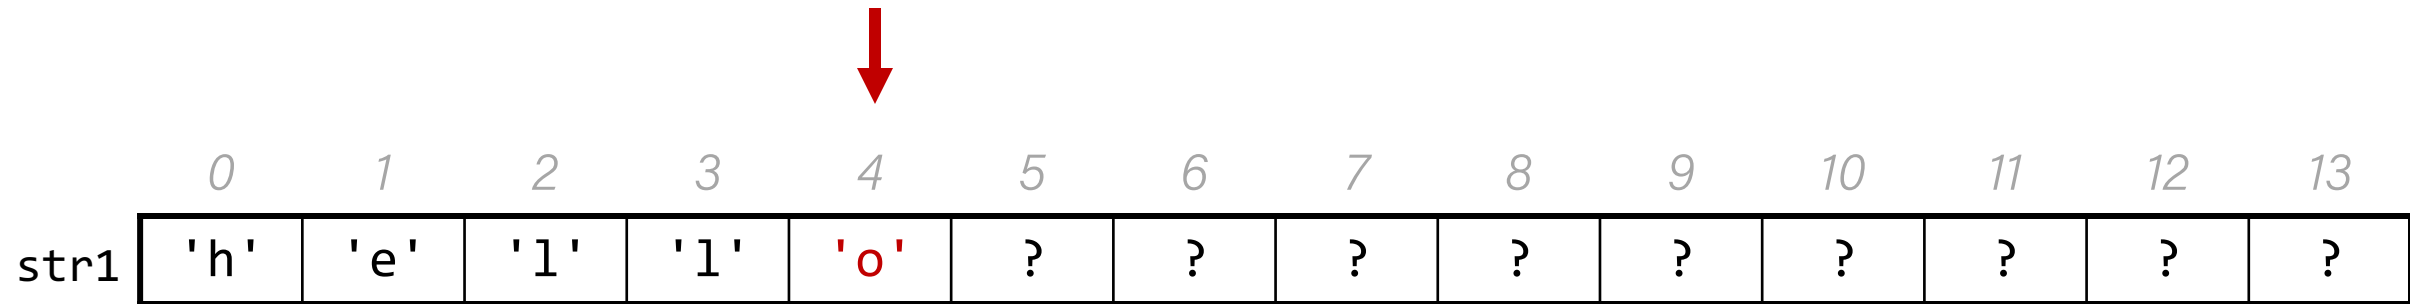 0 1 2 3 4 5 6 7 8 9 10 11 12 13
str1 'h' 'e' 'l' 'l' 'o' ? ? ? ? ? ? ? ? ?